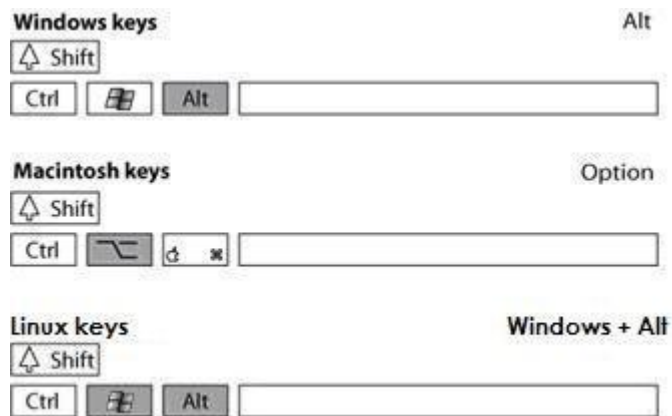 Windows keys Alt
Shift
Ctrl Alt
Macintosh keys Option
Shift
Ctrl ⌥ ⌘
Linux keys Windows + Alt
Shift
Ctrl Alt